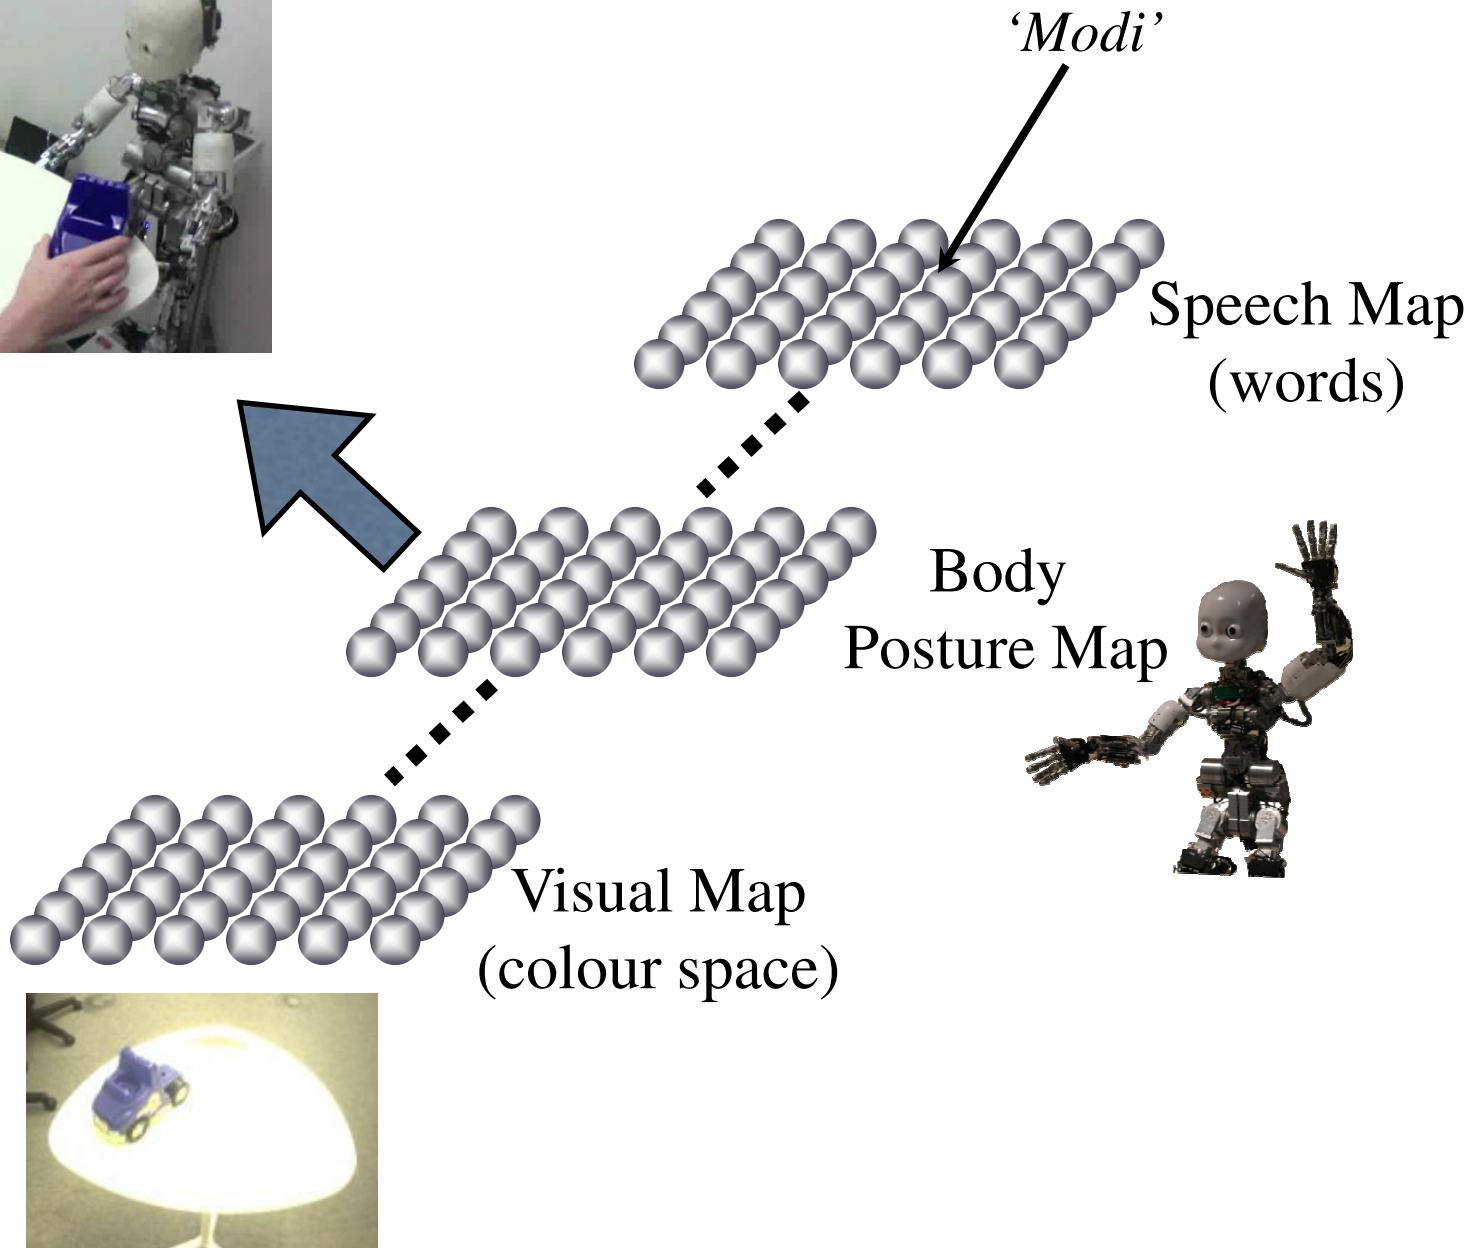 ‘Modi’
Speech Map
(words)
Body
Posture Map
Visual Map
(colour space)